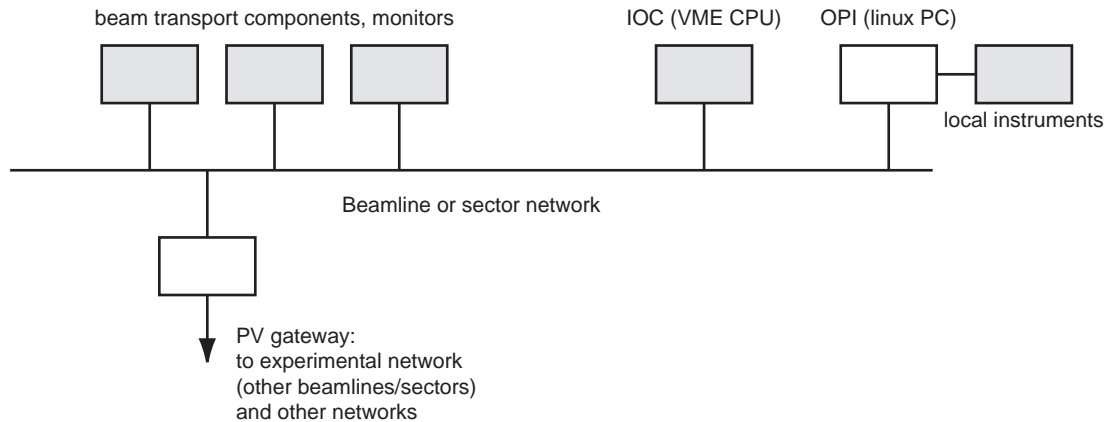 beam transport components, monitors
IOC (VME CPU)
OPI (linux PC)
local instruments
Beamline or sector network
PV gateway:
to experimental network
(other beamlines/sectors)
and other networks